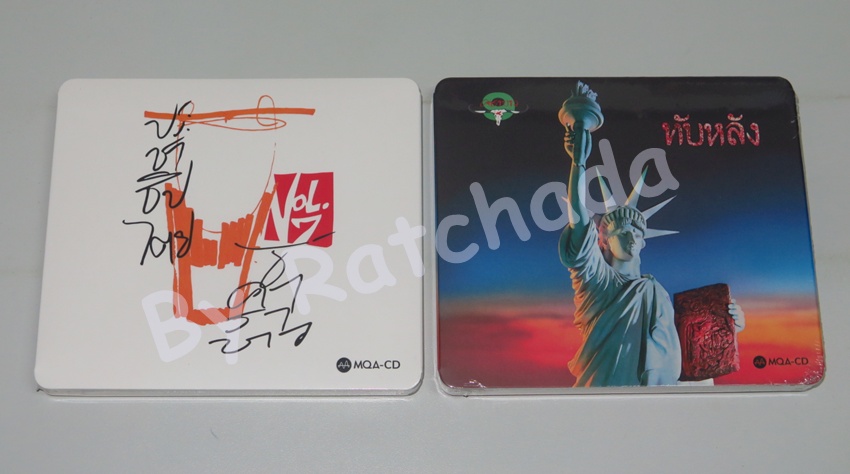 ประ
ชา
ธิป
ไตย
VOL.
7
MQA-CD
ทับหลัง
MQA-CD
By Ratchada